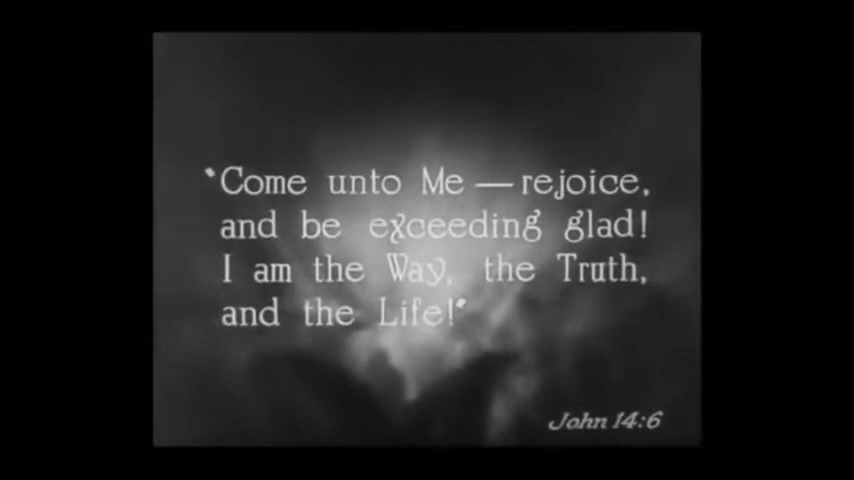 "Come unto Me — rejoice,
and be exceeding glad!
I am the Way, the Truth,
and the Life!"
John 14:6